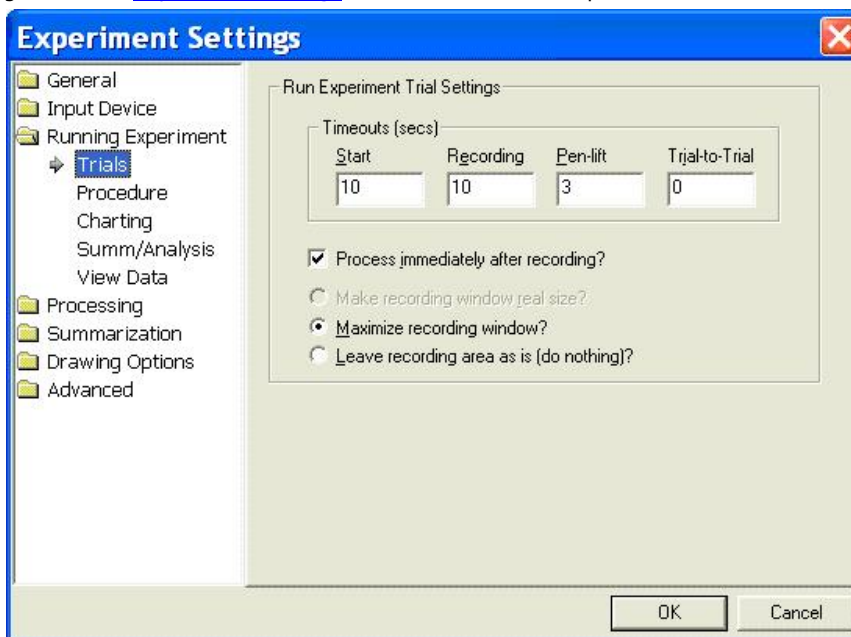 Experiment Settings
General
Input Device
Running Experiment
Trials
Procedure
Charting
Summ/Analysis
View Data
Processing
Summarization
Drawing Options
Advanced
Run Experiment Trial Settings
Timeouts (secs)
Start Recording Pen-lift Trial-to-Trial
10 10 3 0
Process immediately after recording?
Make recording window real size?
Maximize recording window?
Leave recording area as is (do nothing)?
OK Cancel